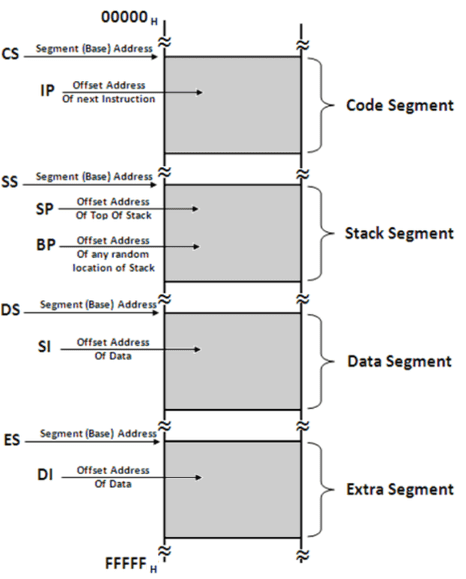 00000 H
CS Segment (Base) Address
IP Offset Address
Of next Instruction
Code Segment
SS Segment (Base) Address
SP Offset Address
Of Top Of Stack
Stack Segment
BP Offset Address
Of any random
location of Stack
DS Segment (Base) Address
SI Offset Address
Of Data
Data Segment
ES Segment (Base) Address
DI Offset Address
Of Data
Extra Segment
FFFFF H